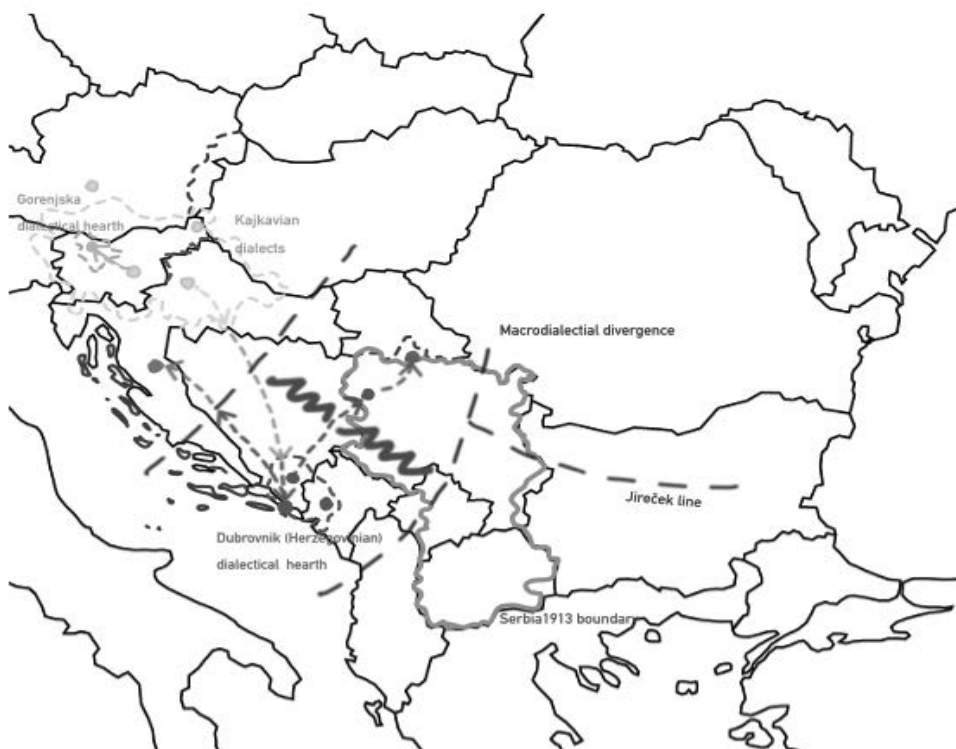 Gorenjska
dialectical hearth
Kajkavian
dialects
Macrodialectial divergence
Jireček line
Dubrovnik (Herzegovinian)
dialectical hearth
Serbia1913 boundar